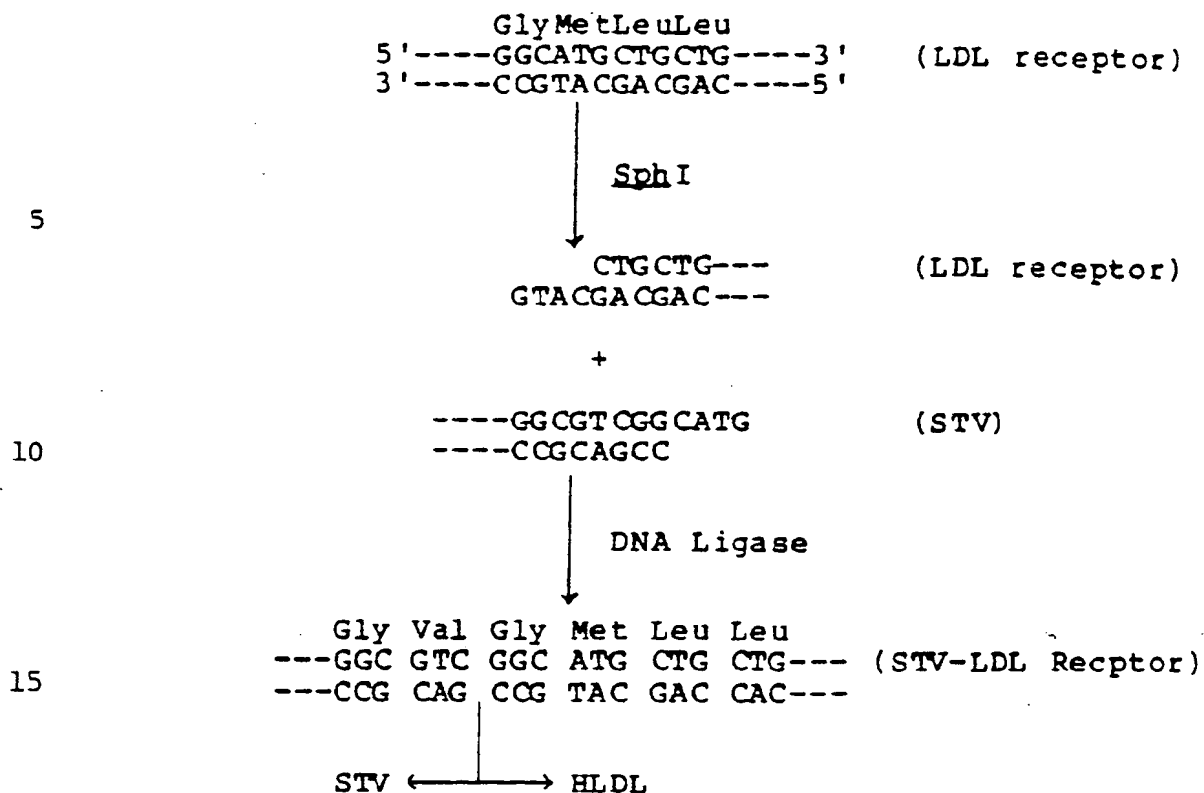 GlyMetLeuLeu
5'----GGCATGCTGCTG----3' (LDL receptor)
3'----CCGTACGACGAC----5'
SphI
5
CTGCTG--- (LDL receptor)
GTACGACGAC---
+
----GGCGTCGGCATG (STV)
10 ----CCGCAGCC
DNA Ligase
Gly Val Gly Met Leu Leu
---GGC GTC GGC ATG CTG CTG--- (STV-LDL Recptor)
15 ---CCG CAG CCG TAC GAC CAC---
STV HLDL